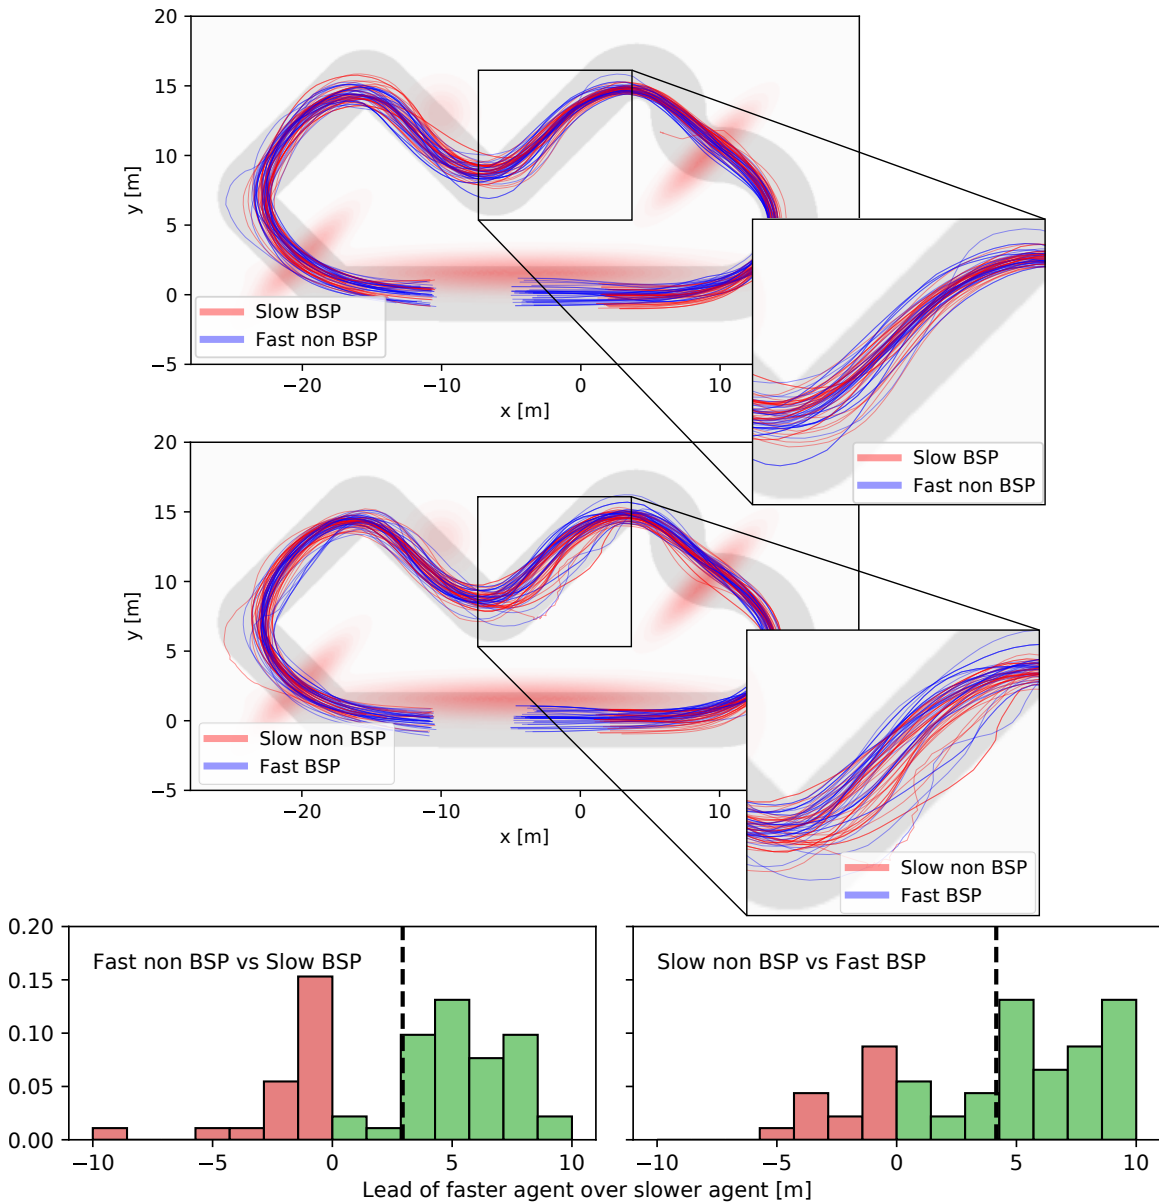 20
15
10
5
0
−5
y [m]
−20
−10
0
10
x [m]
Slow BSP
Fast non BSP
Slow BSP
Fast non BSP
20
15
10
5
0
−5
y [m]
−20
−10
0
10
x [m]
Slow non BSP
Fast BSP
Slow non BSP
Fast BSP
0.20
0.15
0.10
0.05
0.00
Fast non BSP vs Slow BSP
Slow non BSP vs Fast BSP
−10
−5
0
5
10
−10
−5
0
5
10
Lead of faster agent over slower agent [m]